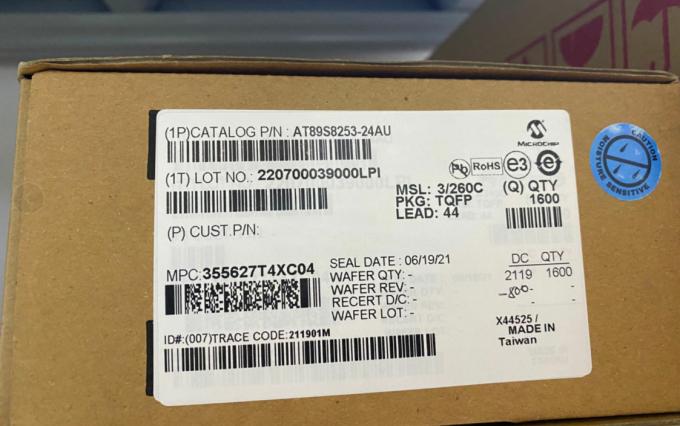 (1P)CATALOG P/N : AT89S8253-24AU
MICROCHIP
(1T) LOT NO.: 220700039000LPI
Pb RoHS e3 e
MSL: 3/260C (Q) QTY
PKG: TQFP 1600
LEAD: 44
(P) CUST.P/N:
MPC:355627T4XC04
SEAL DATE : 06/19/21
WAFER QTY: -
WAFER REV: -
RECERT D/C: -
WAFER LOT: -
DC QTY
2119 1600
-800- -
- -
X44525 /
MADE IN
Taiwan
ID#:(007)TRACE CODE:211901M
CAUTION
MOISTURE SENSITIVE